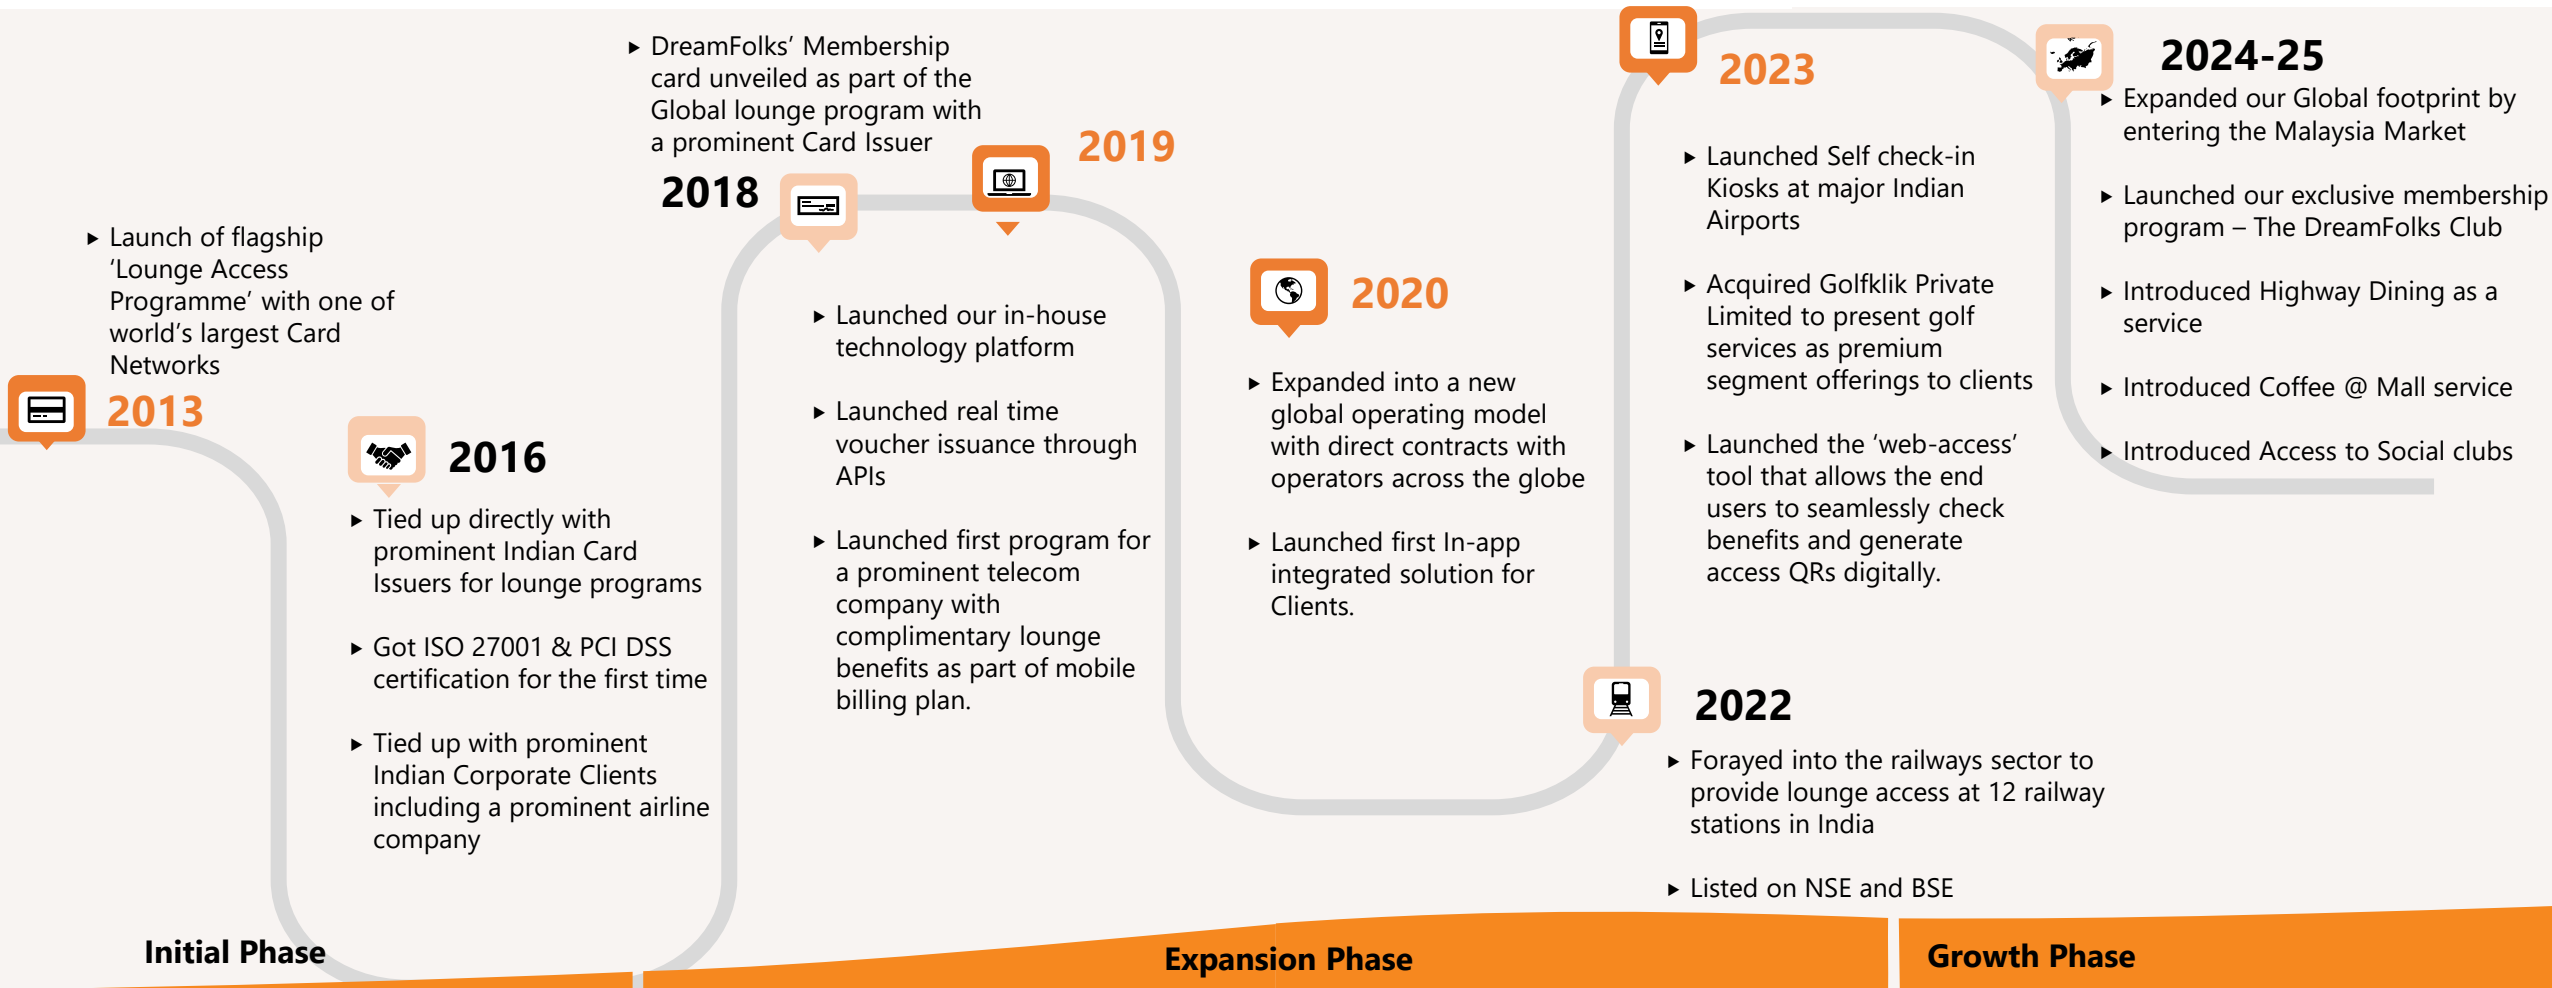 ▸ Launch of flagship
'Lounge Access
Programme' with one of
world's largest Card
Networks
2013
2016
▸ Tied up directly with
prominent Indian Card
Issuers for lounge programs
▸ Got ISO 27001 & PCI DSS
certification for the first time
▸ Tied up with prominent
Indian Corporate Clients
including a prominent airline
company
▸ DreamFolks' Membership
card unveiled as part of the
Global lounge program with
a prominent Card Issuer
2018
2019
▸ Launched our in-house
technology platform
▸ Launched real time
voucher issuance through
APIs
▸ Launched first program for
a prominent telecom
company with
complimentary lounge
benefits as part of mobile
billing plan.
2020
▸ Expanded into a new
global operating model
with direct contracts with
operators across the globe
▸ Launched first In-app
integrated solution for
Clients.
2022
▸ Forayed into the railways sector to
provide lounge access at 12 railway
stations in India
▸ Listed on NSE and BSE
2023
▸ Launched Self check-in
Kiosks at major Indian
Airports
▸ Acquired Golfklik Private
Limited to present golf
services as premium
segment offerings to clients
▸ Launched the 'web-access'
tool that allows the end
users to seamlessly check
benefits and generate
access QRs digitally.
2024-25
▸ Expanded our Global footprint by
entering the Malaysia Market
▸ Launched our exclusive membership
program – The DreamFolks Club
▸ Introduced Highway Dining as a
service
▸ Introduced Coffee @ Mall service
▸ Introduced Access to Social clubs
Initial Phase
Expansion Phase
Growth Phase